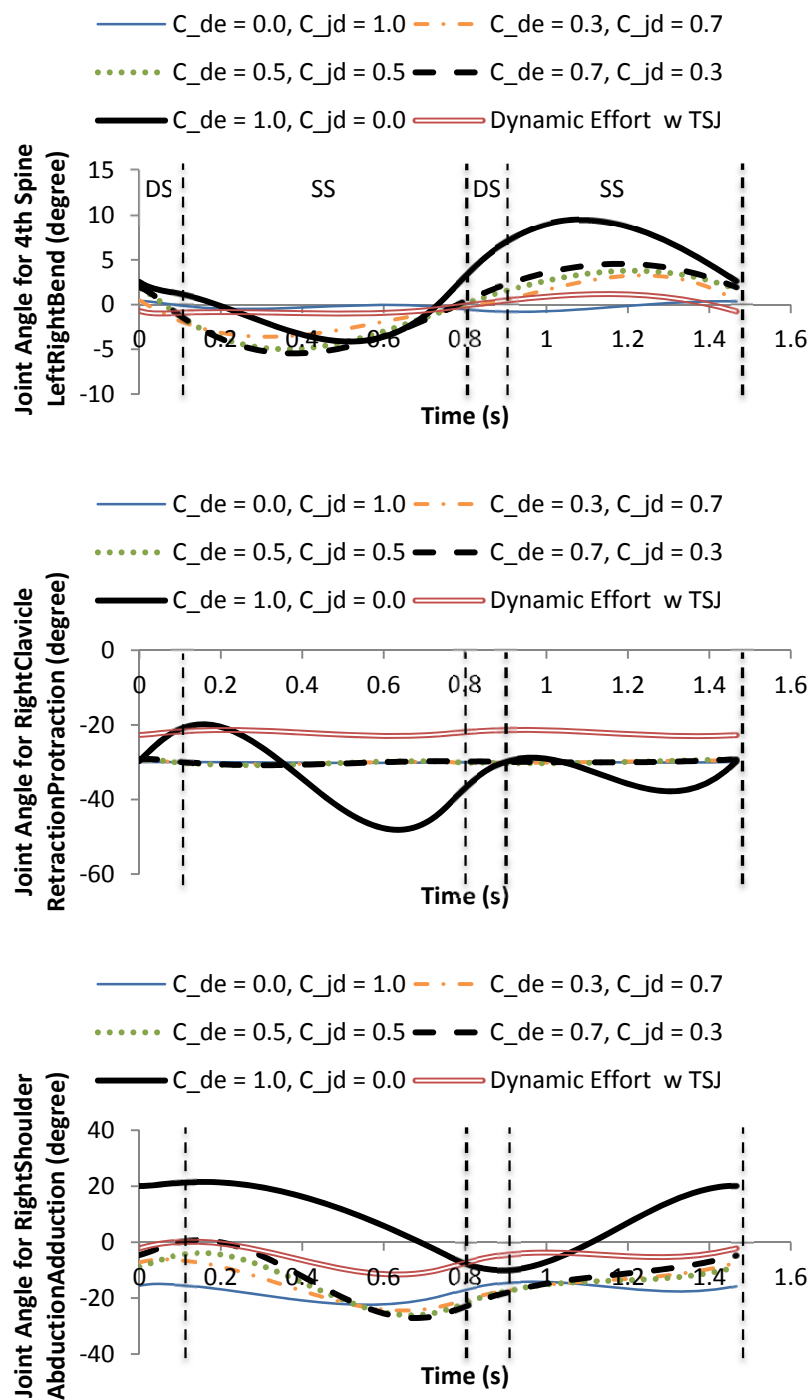 C_de = 0.0, C_jd = 1.0 C_de = 0.3, C_jd = 0.7
C_de = 0.5, C_jd = 0.5 C_de = 0.7, C_jd = 0.3
C_de = 1.0, C_jd = 0.0 Dynamic Effort w TSJ
Joint Angle for 4th Spine
LeftRightBend (degree)
15
10
5
0
-5
-10
DS SS DS SS
0 0.2 0.4 0.6 0.8 1 1.2 1.4 1.6
Time (s)
C_de = 0.0, C_jd = 1.0 C_de = 0.3, C_jd = 0.7
C_de = 0.5, C_jd = 0.5 C_de = 0.7, C_jd = 0.3
C_de = 1.0, C_jd = 0.0 Dynamic Effort w TSJ
Joint Angle for RightClavicle
RetractionProtraction (degree)
0
-20
-40
-60
0 0.2 0.4 0.6 0.8 1 1.2 1.4 1.6
Time (s)
C_de = 0.0, C_jd = 1.0 C_de = 0.3, C_jd = 0.7
C_de = 0.5, C_jd = 0.5 C_de = 0.7, C_jd = 0.3
C_de = 1.0, C_jd = 0.0 Dynamic Effort w TSJ
Joint Angle for RightShoulder
AbductionAdduction (degree)
40
20
0
-20
-40
0 0.2 0.4 0.6 0.8 1 1.2 1.4 1.6
Time (s)